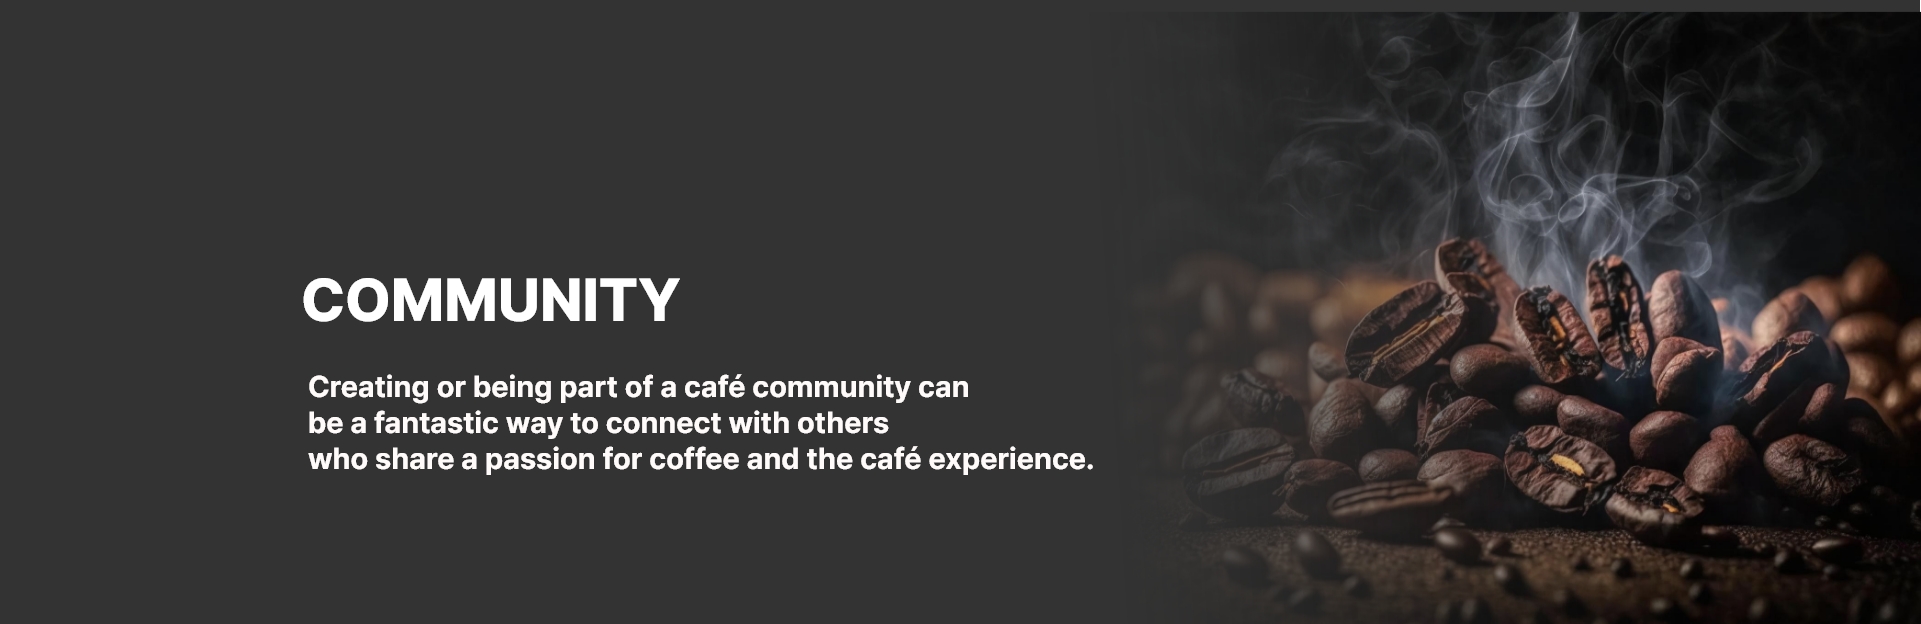 COMMUNITY
Creating or being part of a café community can
be a fantastic way to connect with others
who share a passion for coffee and the café experience.